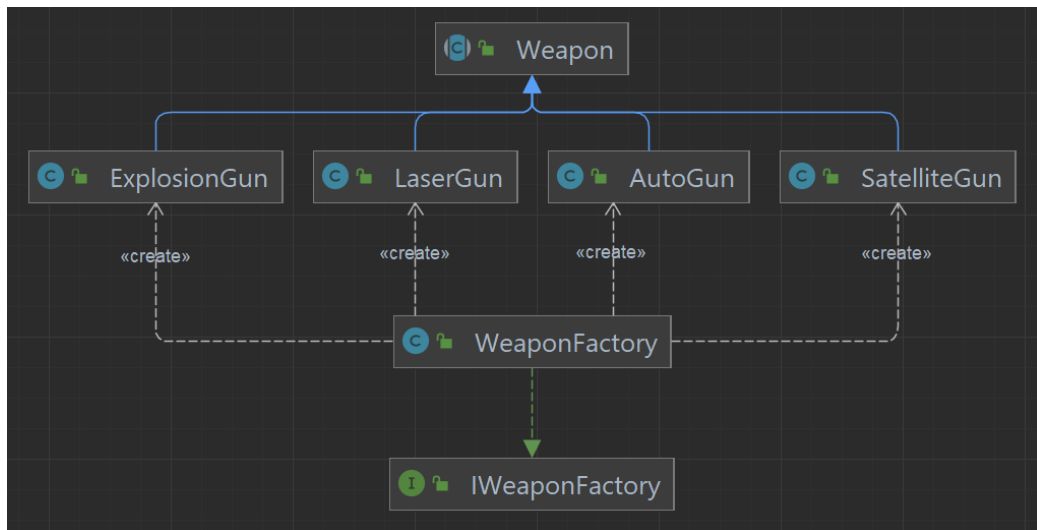 C Weapon
C ExplosionGun
C LaserGun
C AutoGun
C SatelliteGun
«create»
«create»
«create»
«create»
C WeaponFactory
I IWeaponFactory